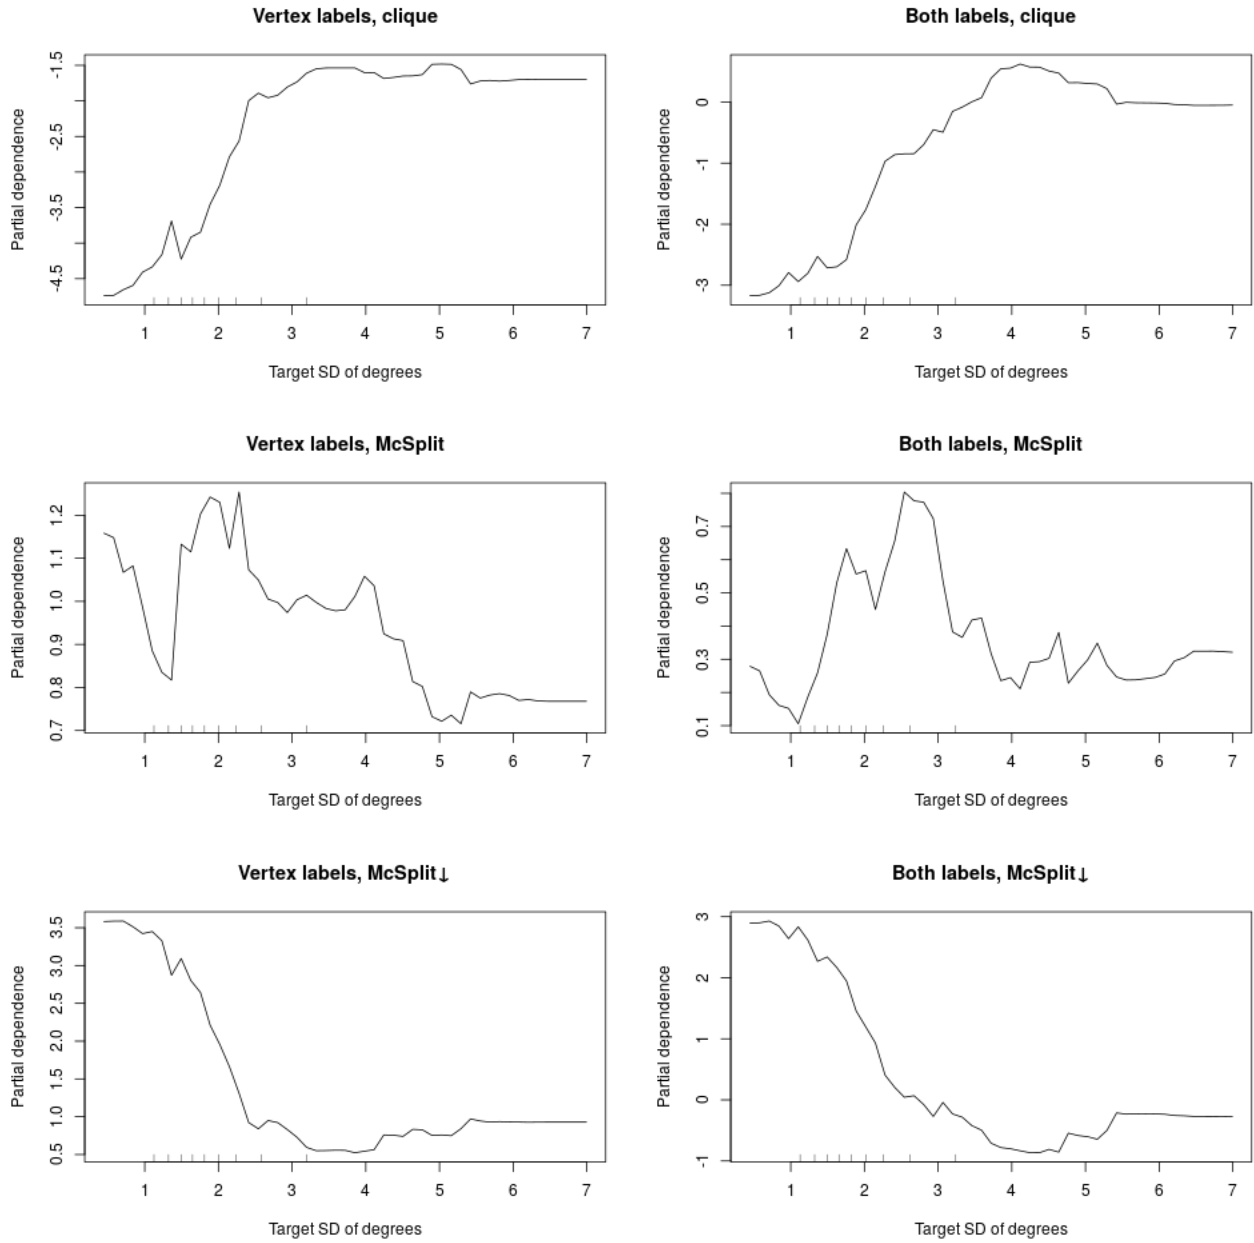 Vertex labels, clique
Partial dependence
-1.5
-2.5
-3.5
-4.5
1 2 3 4 5 6 7
Target SD of degrees
Both labels, clique
Partial dependence
0
-1
-2
-3
1 2 3 4 5 6 7
Target SD of degrees
Vertex labels, McSplit
Partial dependence
1.2
1.1
1.0
0.9
0.8
0.7
1 2 3 4 5 6 7
Target SD of degrees
Both labels, McSplit
Partial dependence
0.7
0.5
0.3
0.1
1 2 3 4 5 6 7
Target SD of degrees
Vertex labels, McSplit↓
Partial dependence
3.5
3.0
2.5
2.0
1.5
1.0
0.5
1 2 3 4 5 6 7
Target SD of degrees
Both labels, McSplit↓
Partial dependence
3
2
1
0
-1
1 2 3 4 5 6 7
Target SD of degrees